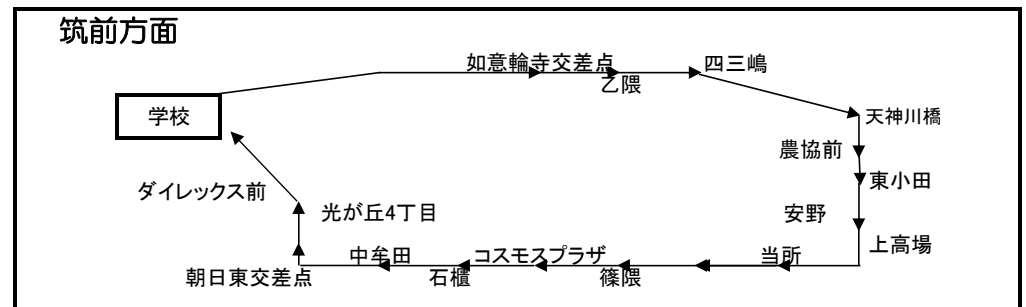 筑前方面
如意輪寺交差点
四三嶋
乙隈
学校
天神川橋
農協前
東小田
ダイレックス前
光が丘4丁目
安野
上高場
中牟田
コスモスプラザ
当所
朝日東交差点
石櫃
篠隈